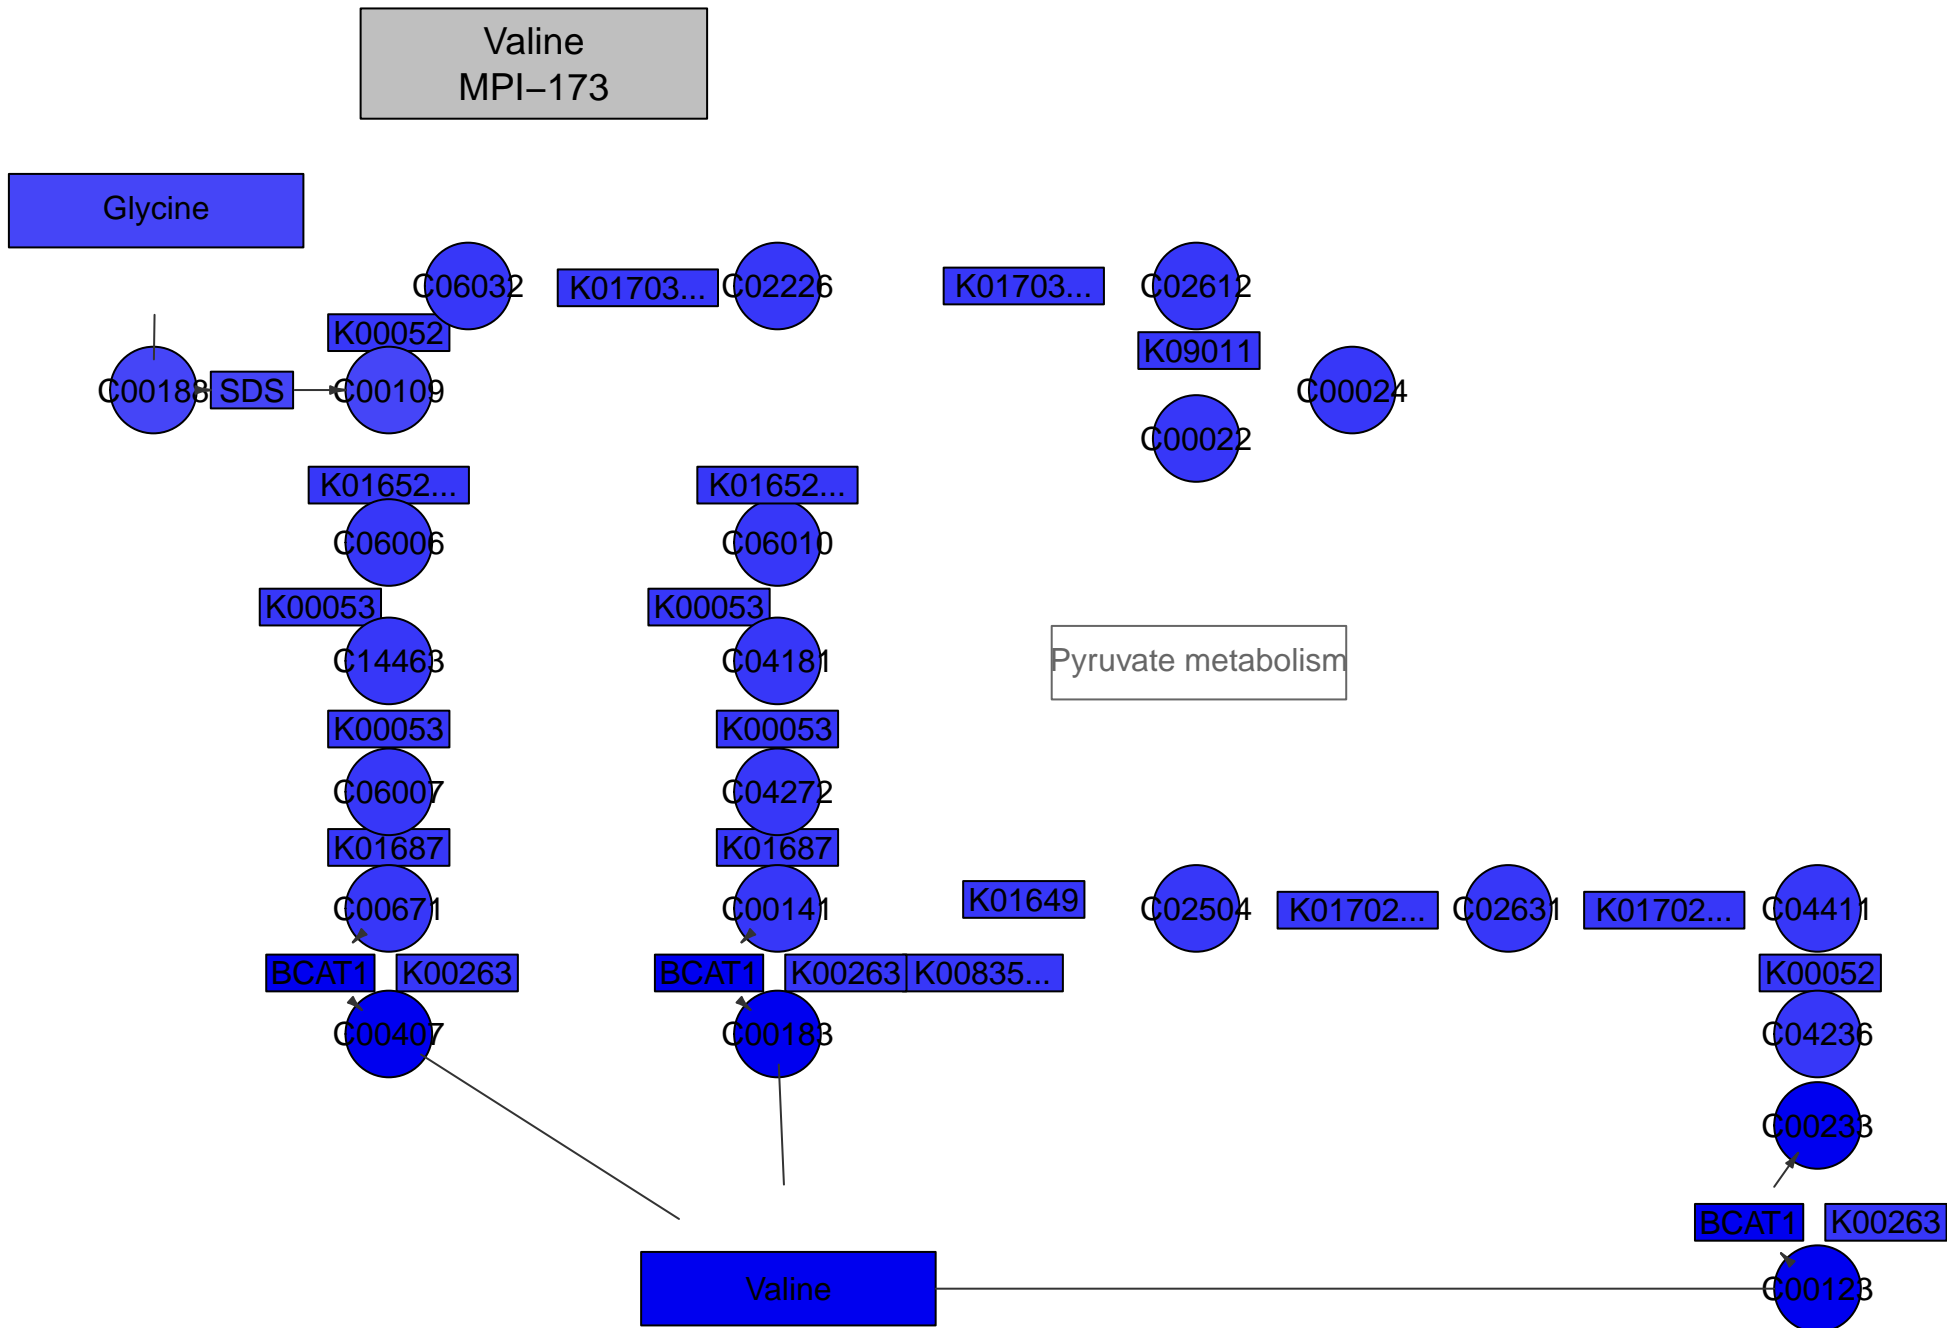 Valine
MPI−173
Glycine
C06032
K01703...
C02226
K01703...
C02612
K00052
K09011
C00188
SDS
C00109
C00024
C00022
K01652...
K01652...
C06006
C06010
K00053
K00053
C14463
C04181
Pyruvate metabolism
K00053
K00053
C06007
C04272
K01687
K01687
C00671
C00141
K01649
C02504
K01702...
C02631
K01702...
C04411
BCAT1
K00263
BCAT1
K00263
K00835...
K00052
C00407
C00183
C04236
C00233
BCAT1
K00263
Valine
C00123